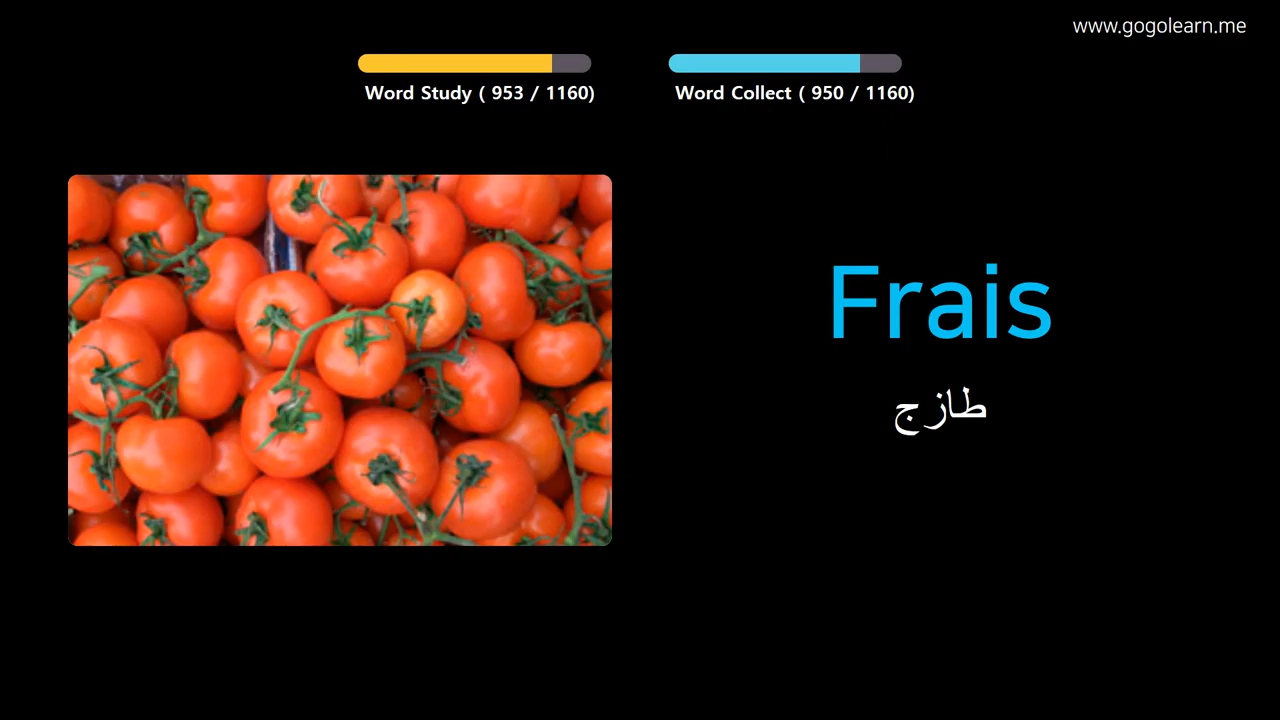 www.gogolearn.me
Word Study ( 953 / 1160)
Word Collect ( 950 / 1160)
Frais
طازج